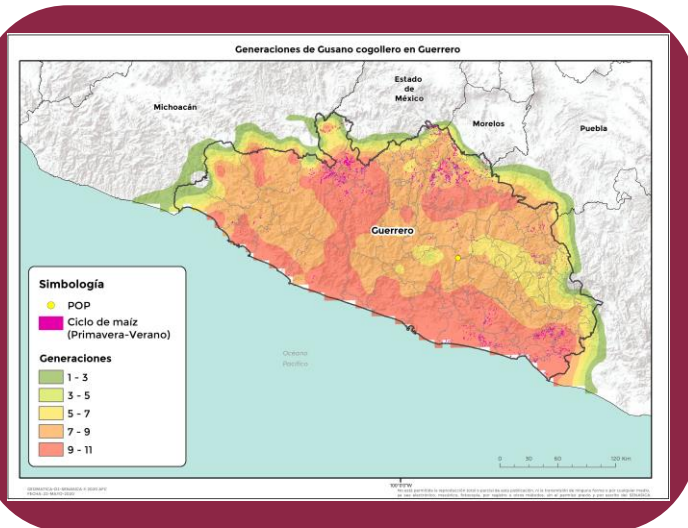 Generaciones de Gusano cogollero en Guerrero
Estado
de
México
Michoacán
Morelos
Puebla
Guerrero
Simbología
POP
Ciclo de maíz
(Primavera-Verano)
Generaciones
1 - 3
3 - 5
5 - 7
7 - 9
9 - 11
Océano
Pacífico
0 30 60 120 Km